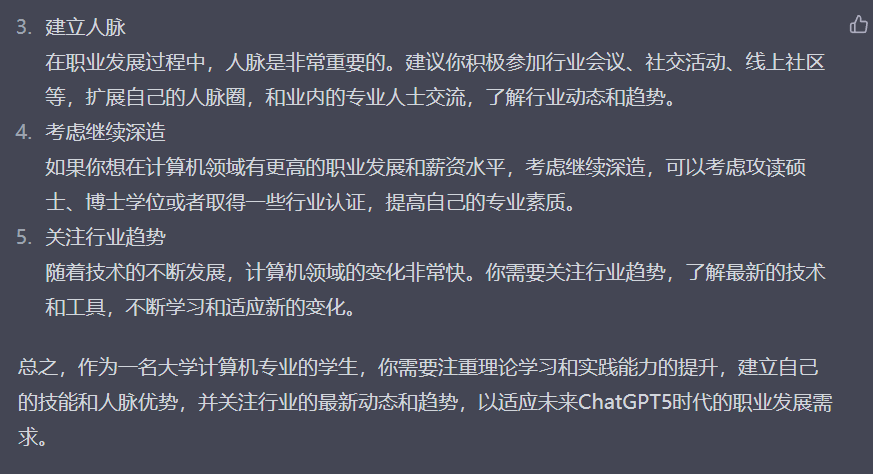 3. 建立人脉
在职业发展过程中，人脉是非常重要的。建议你积极参加行业会议、社交活动、线上社区
等，扩展自己的人脉圈，和业内的专业人士交流，了解行业动态和趋势。
4. 考虑继续深造
如果你想在计算机领域有更高的职业发展和薪资水平，考虑继续深造，可以考虑攻读硕
士、博士学位或者取得一些行业认证，提高自己的专业素质。
5. 关注行业趋势
随着技术的不断发展，计算机领域的变化非常快。你需要关注行业趋势，了解最新的技术
和工具，不断学习和适应新的变化。
总之，作为一名大学计算机专业的学生，你需要注重理论学习和实践能力的提升，建立自己
的技能和人脉优势，并关注行业的最新动态和趋势，以适应未来ChatGPT5时代的职业发展需
求。